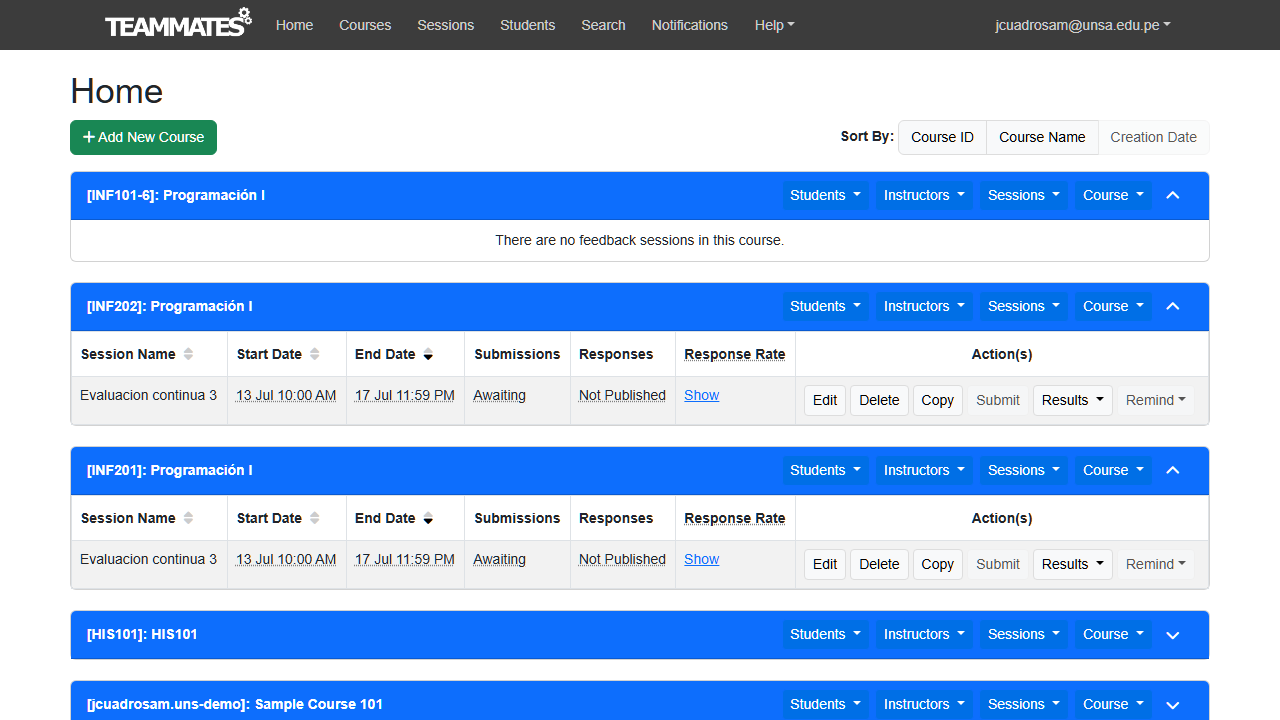 TEAMMATES Home Courses Sessions Students Search Notifications Help jcuadrosam@unsa.edu.pe
Home
+ Add New Course Sort By: Course ID Course Name Creation Date
[INF101-6]: Programación I Students Instructors Sessions Course
There are no feedback sessions in this course.
[INF202]: Programación I Students Instructors Sessions Course
Session Name Start Date End Date Submissions Responses Response Rate Action(s)
Evaluacion continua 3 13 Jul 10:00 AM 17 Jul 11:59 PM Awaiting Not Published Show Edit Delete Copy Submit Results Remind
[INF201]: Programación I Students Instructors Sessions Course
Session Name Start Date End Date Submissions Responses Response Rate Action(s)
Evaluacion continua 3 13 Jul 10:00 AM 17 Jul 11:59 PM Awaiting Not Published Show Edit Delete Copy Submit Results Remind
[HIS101]: HIS101 Students Instructors Sessions Course
[jcuadrosam.uns-demo]: Sample Course 101 Students Instructors Sessions Course